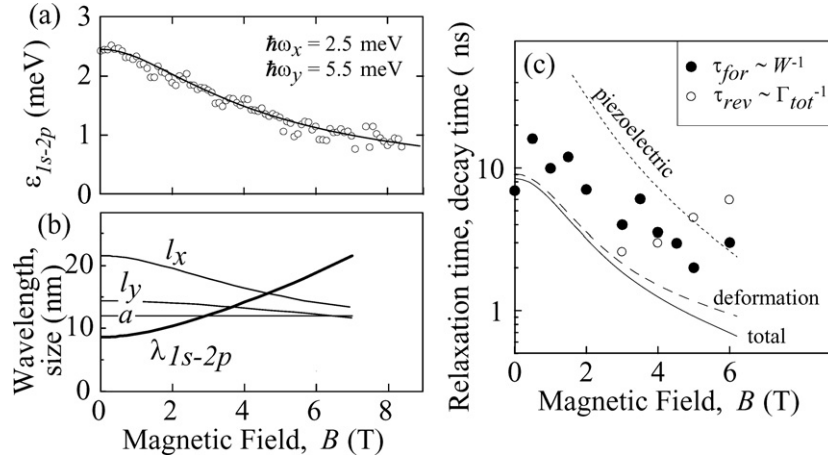 (a)
ℏωx = 2.5 meV
ℏωy = 5.5 meV
ε1s-2p (meV)
3
2
1
0
(b)
Wavelength, size (nm)
20
10
0
lx
ly
a
λ1s-2p
0 2 4 6 8
Magnetic Field, B (T)
(c)
● τfor ~ W⁻¹
○ τrev ~ Γtot⁻¹
piezoelectric
deformation
total
Relaxation time, decay time ( ns)
10
1
0 2 4 6 8
Magnetic Field, B (T)